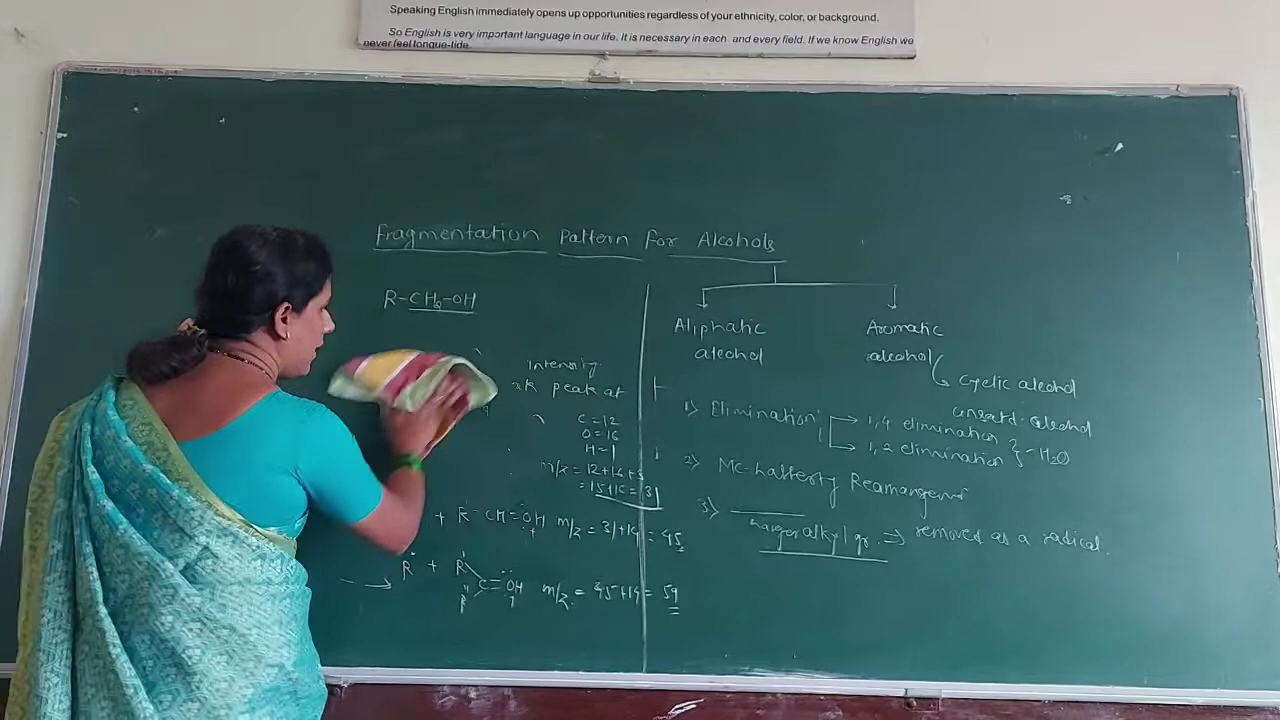 Speaking English immediately opens up opportunities regardless of your ethnicity, color, or background.
So English is very important language in our life. It is necessary in each and every field. If we know English we
never feel tongue-tide.
Fragmentation Pattern For Alcohols
R-CH2-OH
Intensity
peak at
C=12
O=16
H=1
m/z = 12+16+3
= 15+16 = 31
+ R' CH=OH m/z = 31+14 = 45
R + R' C=OH m/z = 45+14 = 59
R"
Aliphatic
alcohol
Aromatic
alcohol
cyclic alcohol
unsatd. alcohol
1) Elimination
1,4 elimination
1,2 elimination } -H2O
2) Mc-Lafferty
3)
alkyl gr. => removed as a radical.